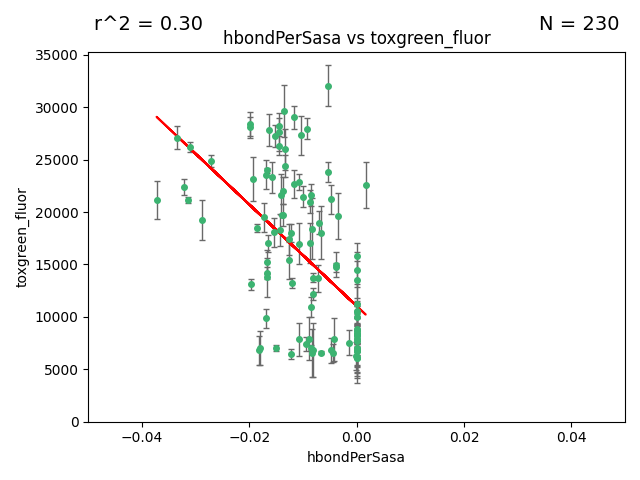 r^2 = 0.30
N = 230
hbondPerSasa vs toxgreen_fluor
35000
30000
25000
20000
15000
10000
5000
0
toxgreen_fluor
−0.04
−0.02
0.00
0.02
0.04
hbondPerSasa